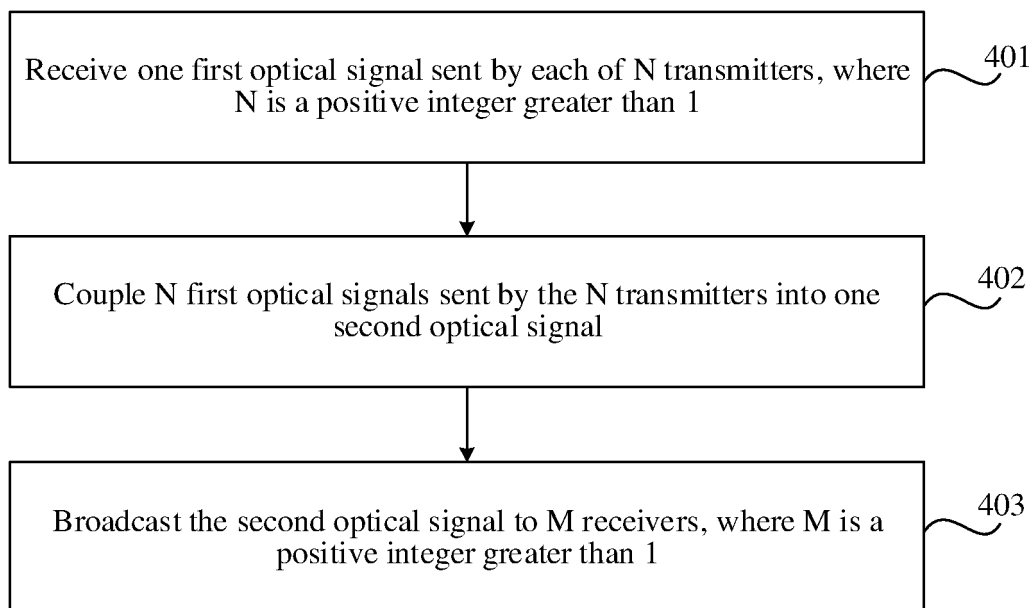 Receive one first optical signal sent by each of N transmitters, where
N is a positive integer greater than 1
401
Couple N first optical signals sent by the N transmitters into one
second optical signal
402
Broadcast the second optical signal to M receivers, where M is a
positive integer greater than 1
403